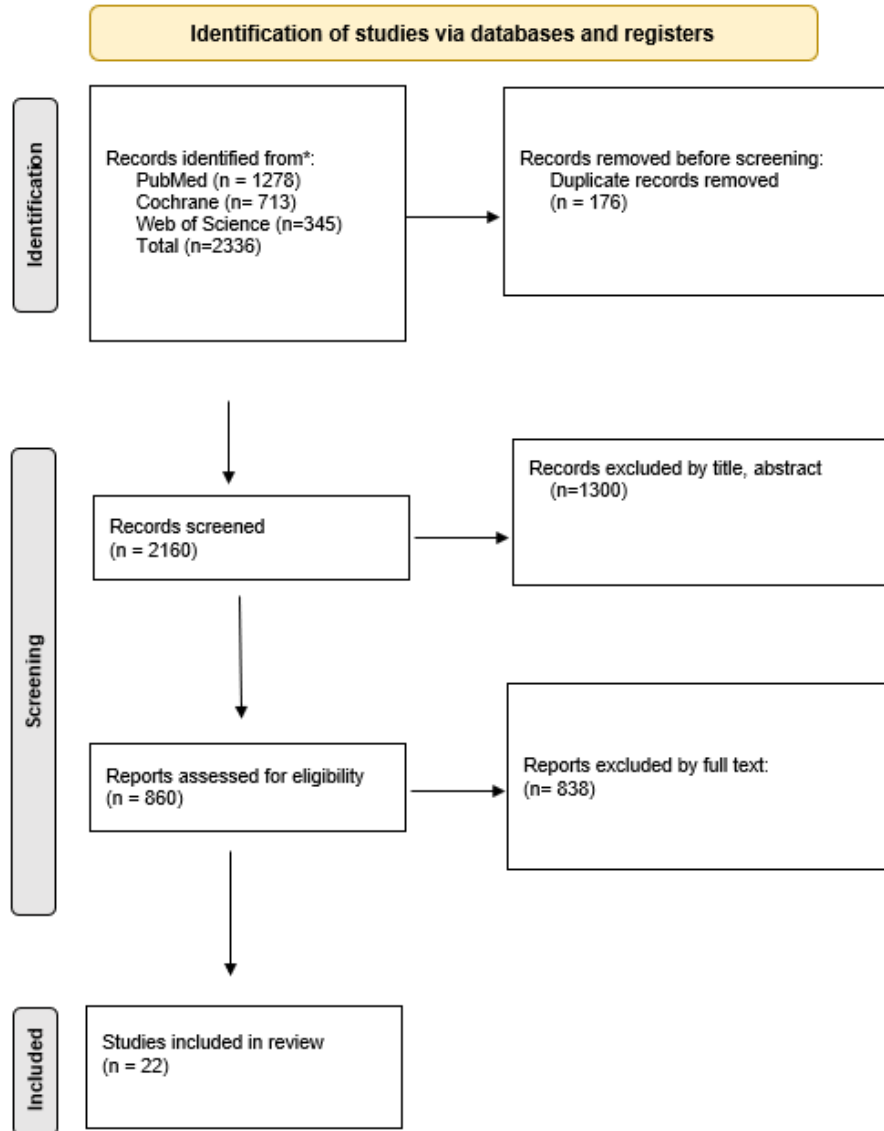 Identification of studies via databases and registers
Identification
Records identified from*:
PubMed (n = 1278)
Cochrane (n= 713)
Web of Science (n=345)
Total (n=2336)
Records removed before screening:
Duplicate records removed
(n = 176)
Screening
Records screened
(n = 2160)
Records excluded by title, abstract
(n=1300)
Reports assessed for eligibility
(n = 860)
Reports excluded by full text:
(n= 838)
Included
Studies included in review
(n = 22)